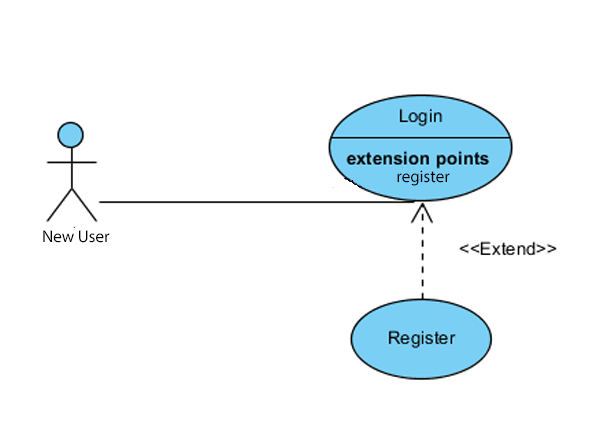 Login
extension points
register
New User
<<Extend>>
Register